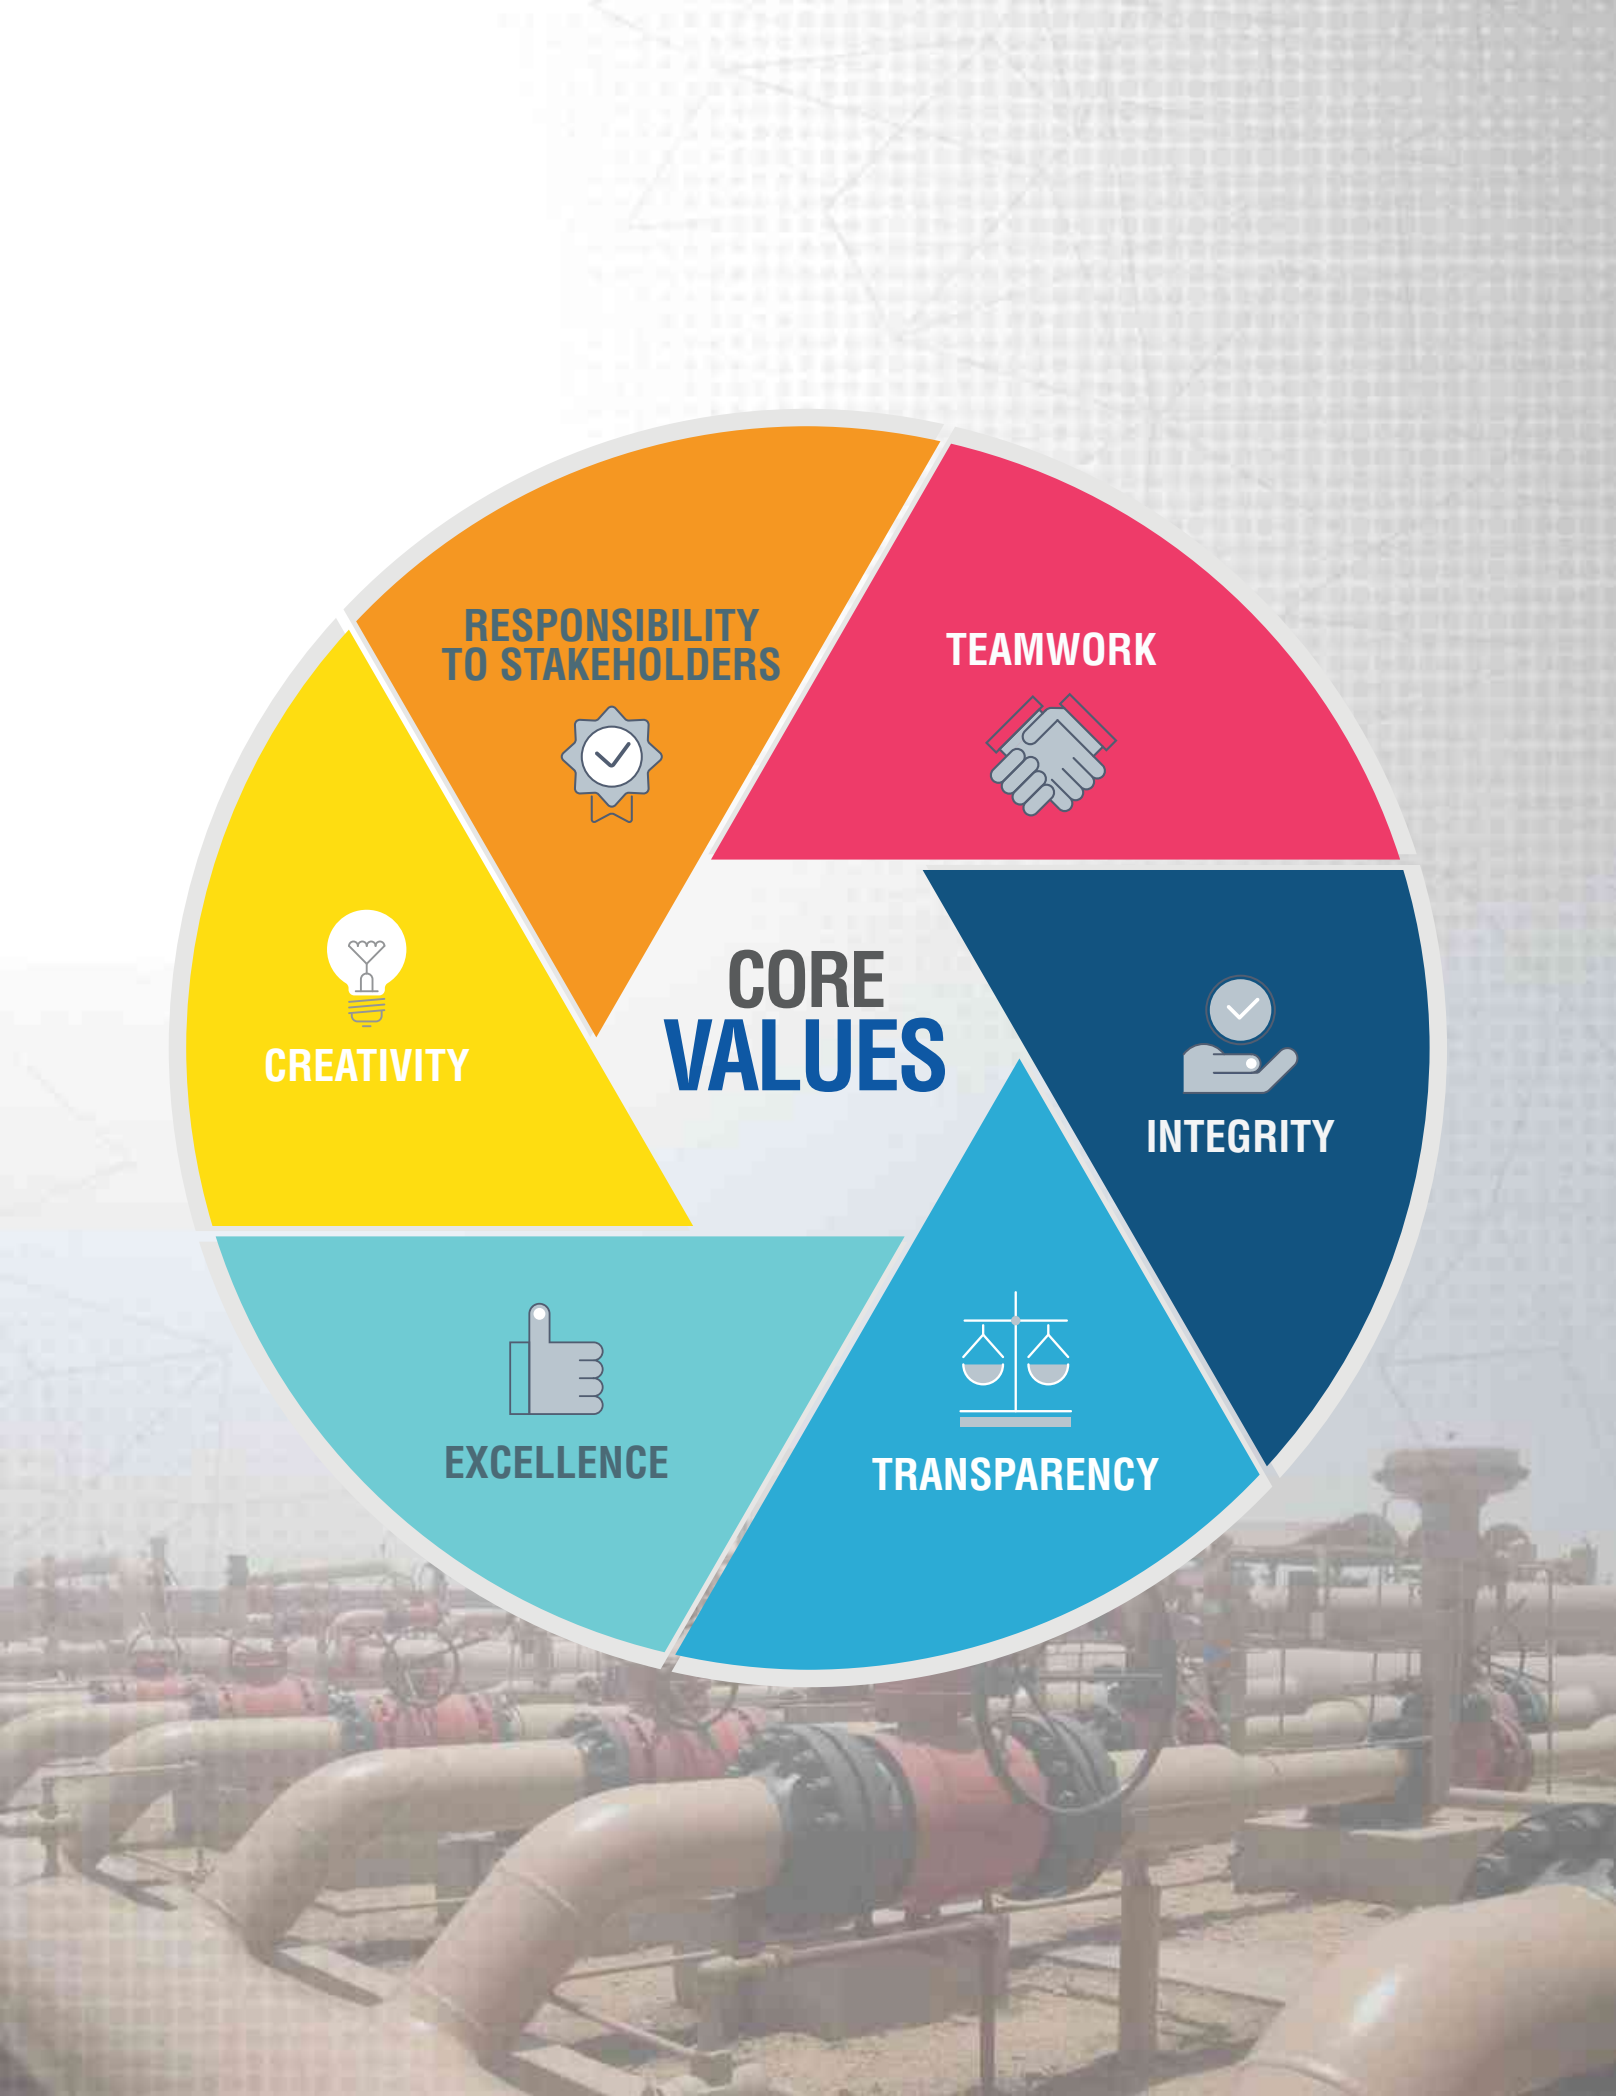 RESPONSIBILITY
TO STAKEHOLDERS
TEAMWORK
CORE
VALUES
CREATIVITY
INTEGRITY
EXCELLENCE
TRANSPARENCY